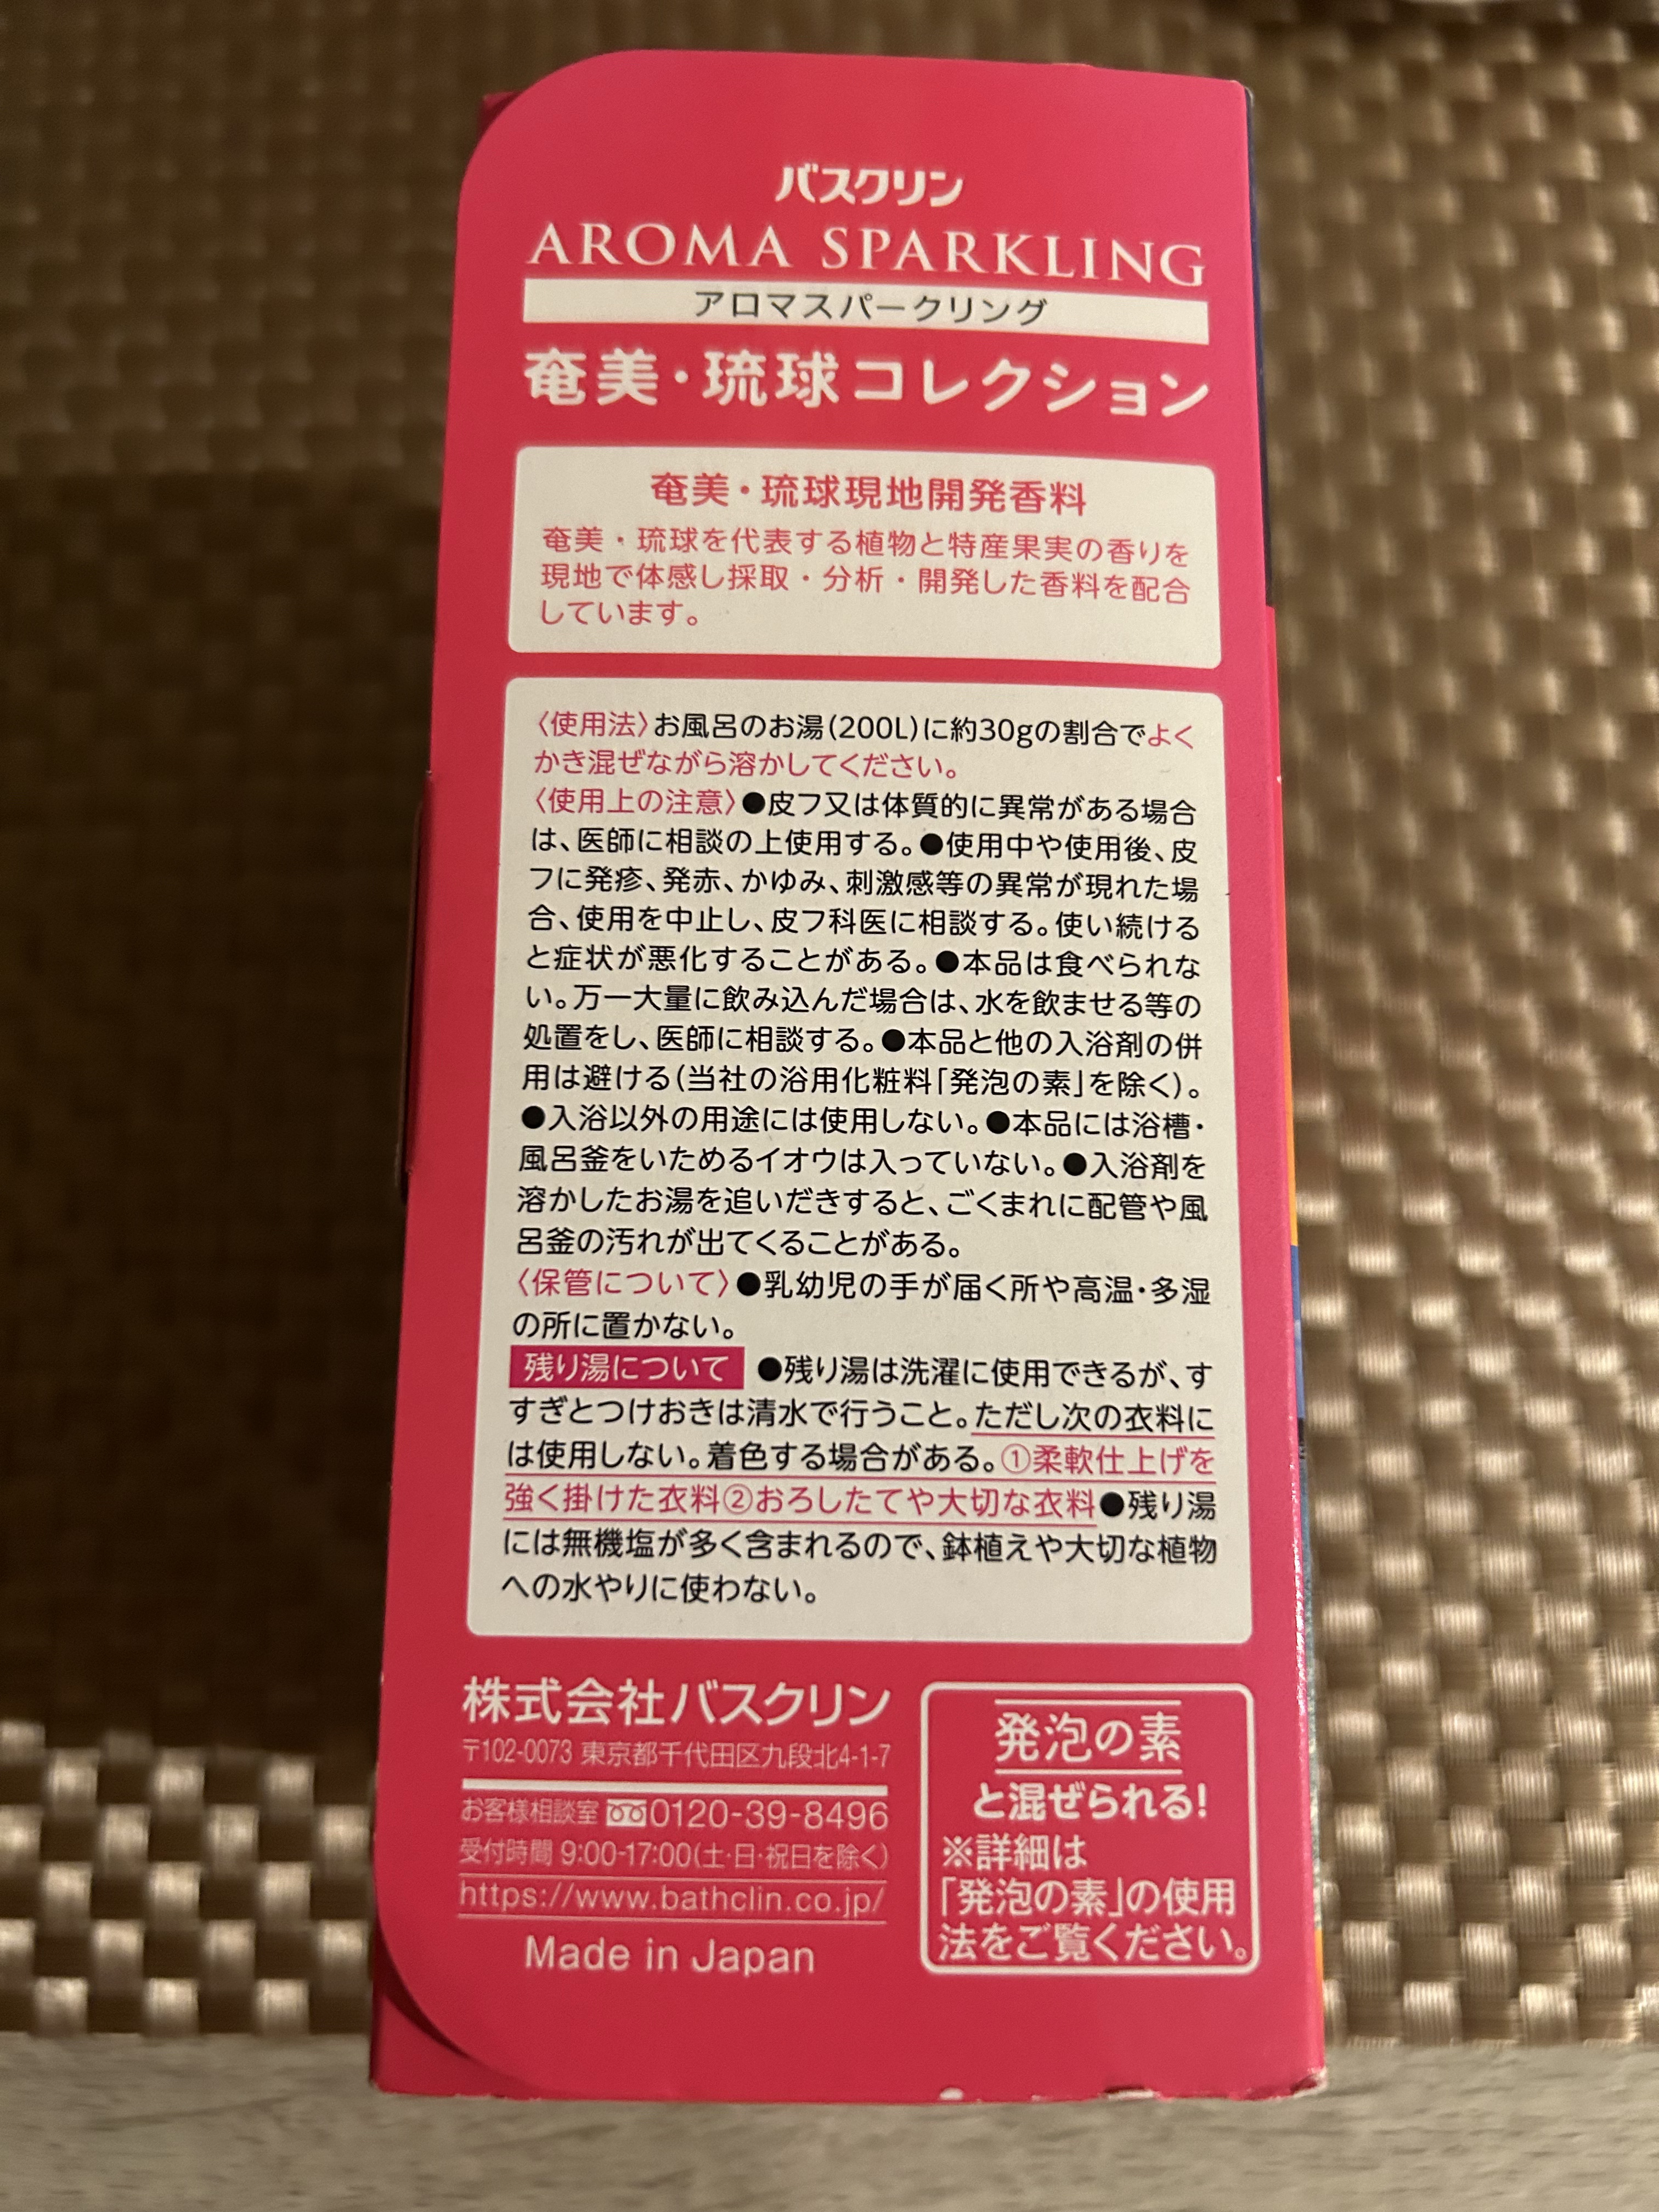 バスクリン
AROMA SPARKLING
アロマスパークリング
奄美・琉球コレクション
奄美・琉球現地開発香料
奄美・琉球を代表する植物と特産果実の香りを
現地で体感し採取・分析・開発した香料を配合
しています。
〈使用法〉お風呂のお湯(200L)に約30gの割合でよく
かき混ぜながら溶かしてください。
〈使用上の注意〉●皮フ又は体質的に異常がある場合
は、医師に相談の上使用する。●使用中や使用後、皮
フに発疹、発赤、かゆみ、刺激感等の異常が現れた場
合、使用を中止し、皮フ科医に相談する。使い続ける
と症状が悪化することがある。●本品は食べられな
い。万一大量に飲み込んだ場合は、水を飲ませる等の
処置をし、医師に相談する。●本品と他の入浴剤の併
用は避ける(当社の浴用化粧料「発泡の素」を除く)。
●入浴以外の用途には使用しない。●本品には浴槽・
風呂釜をいためるイオウは入っていない。●入浴剤を
溶かしたお湯を追いだきすると、ごくまれに配管や風
呂釜の汚れが出てくることがある。
〈保管について〉●乳幼児の手が届く所や高温・多湿
の所に置かない。
残り湯について ●残り湯は洗濯に使用できるが、す
すぎとつけおきは清水で行うこと。ただし次の衣料に
は使用しない。着色する場合がある。①柔軟仕上げを
強く掛けた衣料②おろしたてや大切な衣料●残り湯
には無機塩が多く含まれるので、鉢植えや大切な植物
への水やりに使わない。
株式会社バスクリン
〒102-0073 東京都千代田区九段北4-1-7
お客様相談室 0120-39-8496
受付時間 9:00-17:00(土・日・祝日を除く)
https://www.bathclin.co.jp/
Made in Japan
発泡の素
と混ぜられる!
※詳細は
「発泡の素」の使用
法をご覧ください。